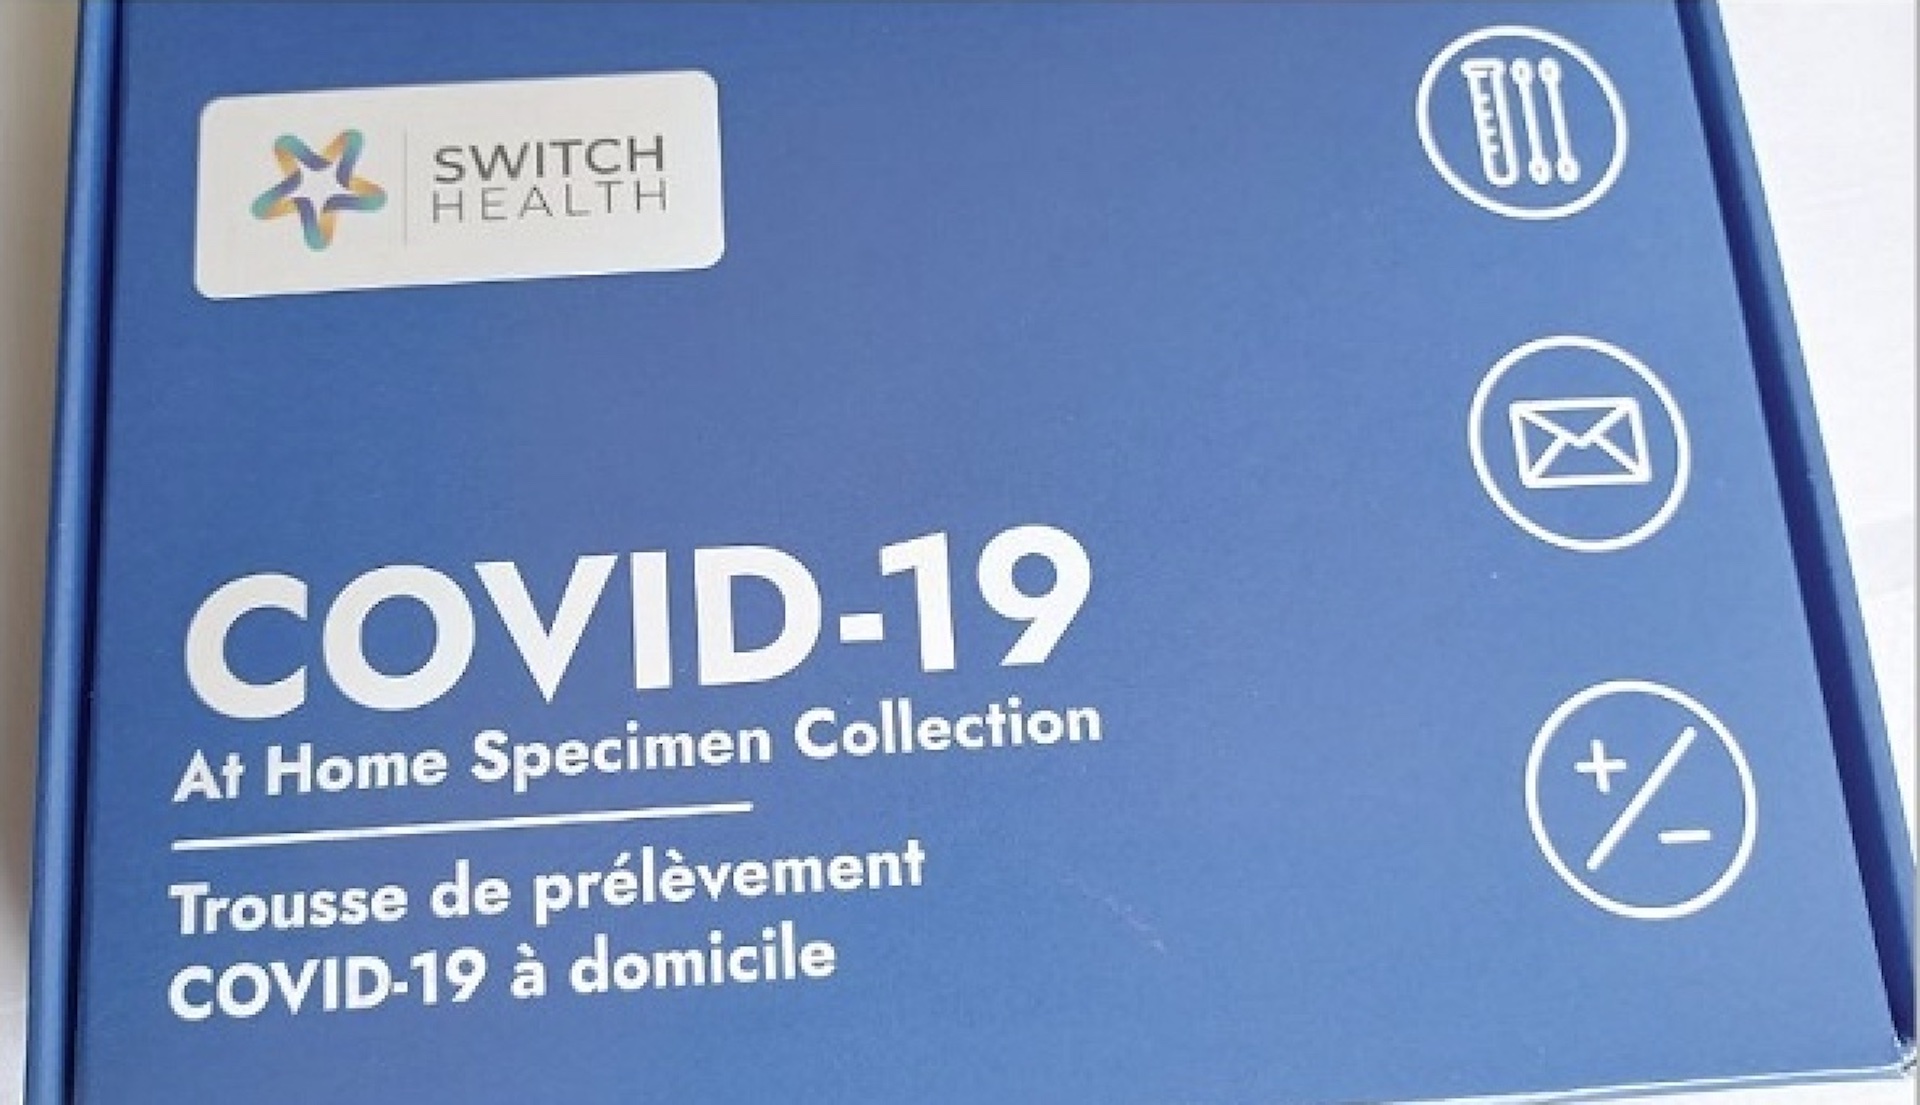 SWITCH
HEALTH
COVID-19
At Home Specimen Collection
Trousse de prélèvement
COVID-19 à domicile